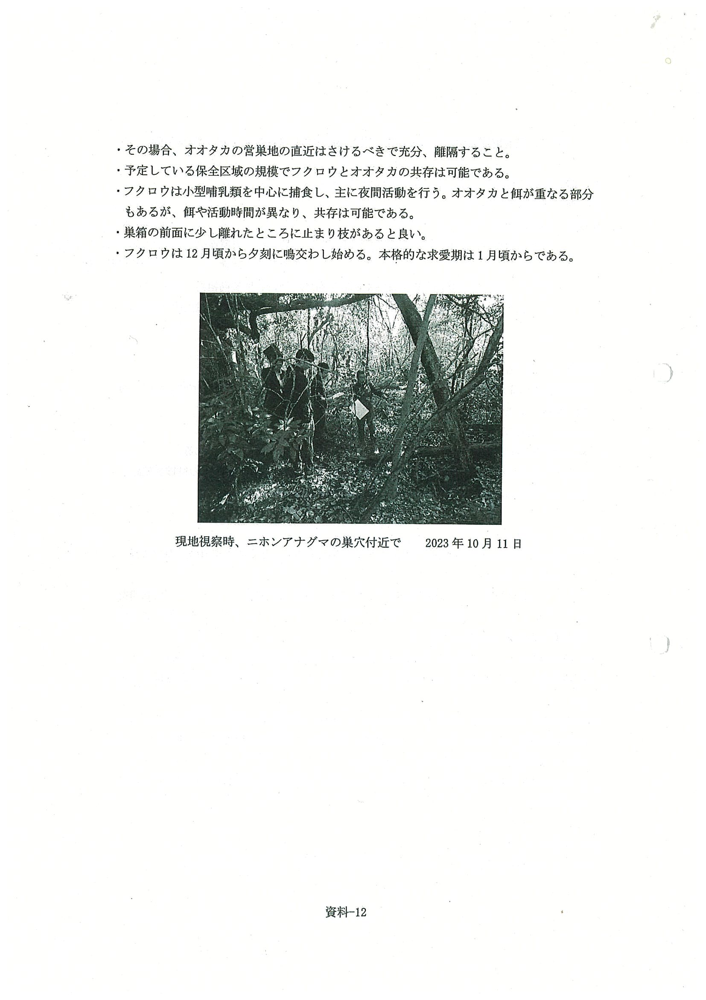 ・その場合、オオタカの営巣地の直近はさけるべきで充分、離隔すること。
・予定している保全区域の規模でフクロウとオオタカの共存は可能である。
・フクロウは小型哺乳類を中心に捕食し、主に夜間活動を行う。オオタカと餌が重なる部分
もあるが、餌や活動時間が異なり、共存は可能である。
・巣箱の前面に少し離れたところに止まり枝があると良い。
・フクロウは 12 月頃から夕刻に鳴交わし始める。本格的な求愛期は 1 月頃からである。
現地視察時、ニホンアナグマの巣穴付近で　　2023 年 10 月 11 日
資料-12